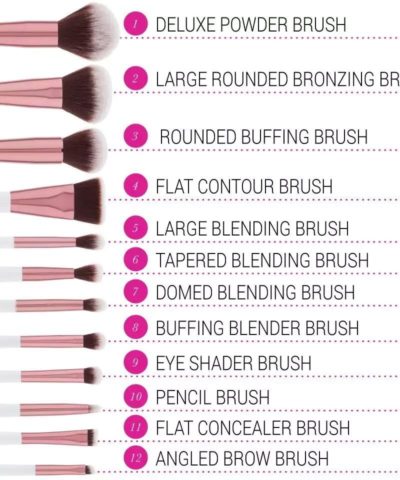 1 DELUXE POWDER BRUSH
2 LARGE ROUNDED BRONZING BR
3 ROUNDED BUFFING BRUSH
4 FLAT CONTOUR BRUSH
5 LARGE BLENDING BRUSH
6 TAPERED BLENDING BRUSH
7 DOMED BLENDING BRUSH
8 BUFFING BLENDER BRUSH
9 EYE SHADER BRUSH
10 PENCIL BRUSH
11 FLAT CONCEALER BRUSH
12 ANGLED BROW BRUSH